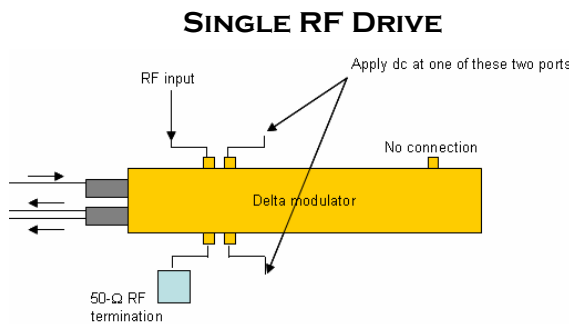 SINGLE RF DRIVE
Apply dc at one of these two ports
RF input
No connection
Delta modulator
50-Ω RF
termination